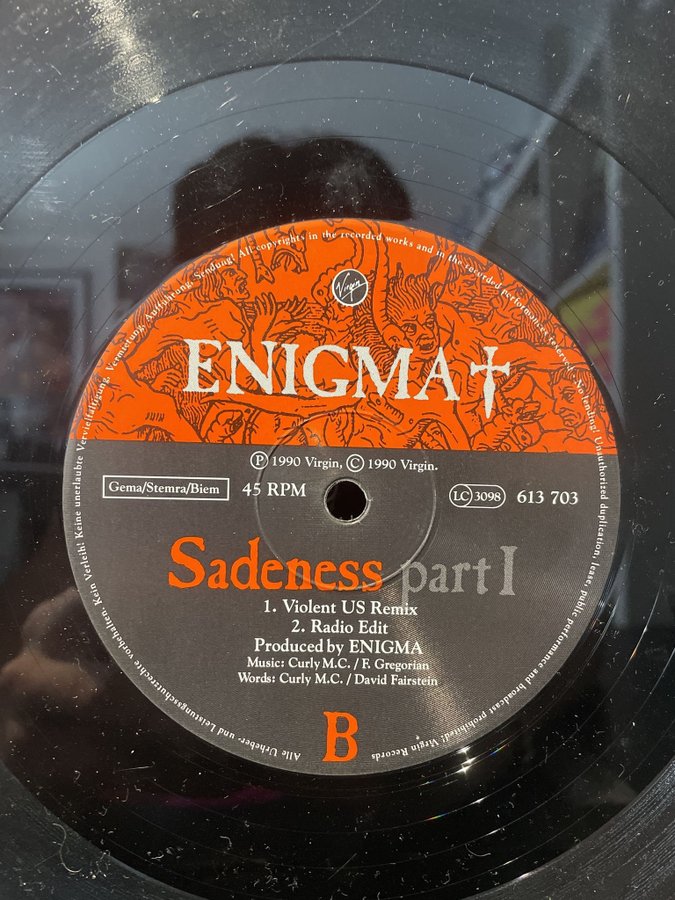 Alle Urheber- und Leistungsschutzrechte vorbehalten. Kein Verleih! Keine unerlaubte Vervielfältigung, Vermietung, Aufführung, Sendung! All copyrights in the recorded works and in the recorded performances reserved. No lending! Unauthorized duplication, lease, public performance and broadcast prohibited! Virgin Records
Virgin
ENIGMA†
Ⓟ 1990 Virgin, Ⓒ 1990 Virgin.
Gema/Stemra/Biem
45 RPM
LC 3098
613 703
Sadeness part I
1. Violent US Remix
2. Radio Edit
Produced by ENIGMA
Music: Curly M.C. / F. Gregorian
Words: Curly M.C. / David Fairstein
B